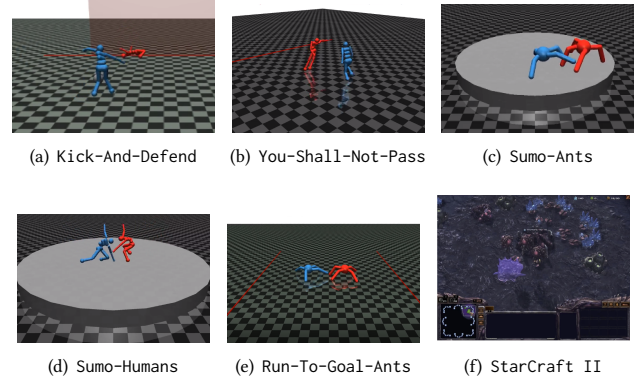 (a) Kick-And-Defend
(b) You-Shall-Not-Pass
(c) Sumo-Ants
(d) Sumo-Humans
(e) Run-To-Goal-Ants
(f) StarCraft II